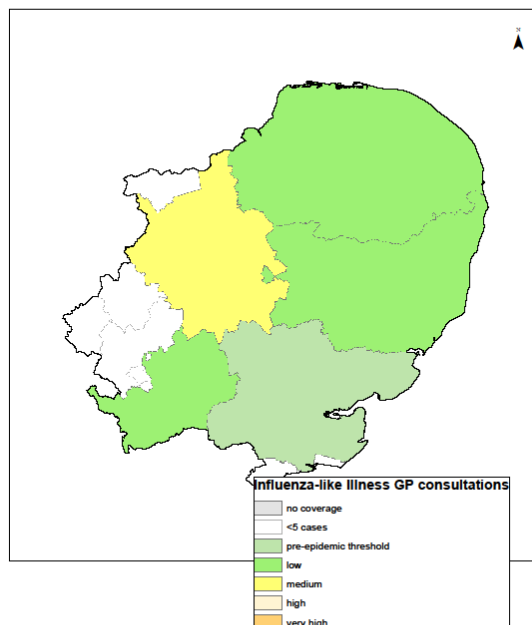 N
Influenza-like Illness GP consultations
no coverage
<5 cases
pre-epidemic threshold
low
medium
high
very high